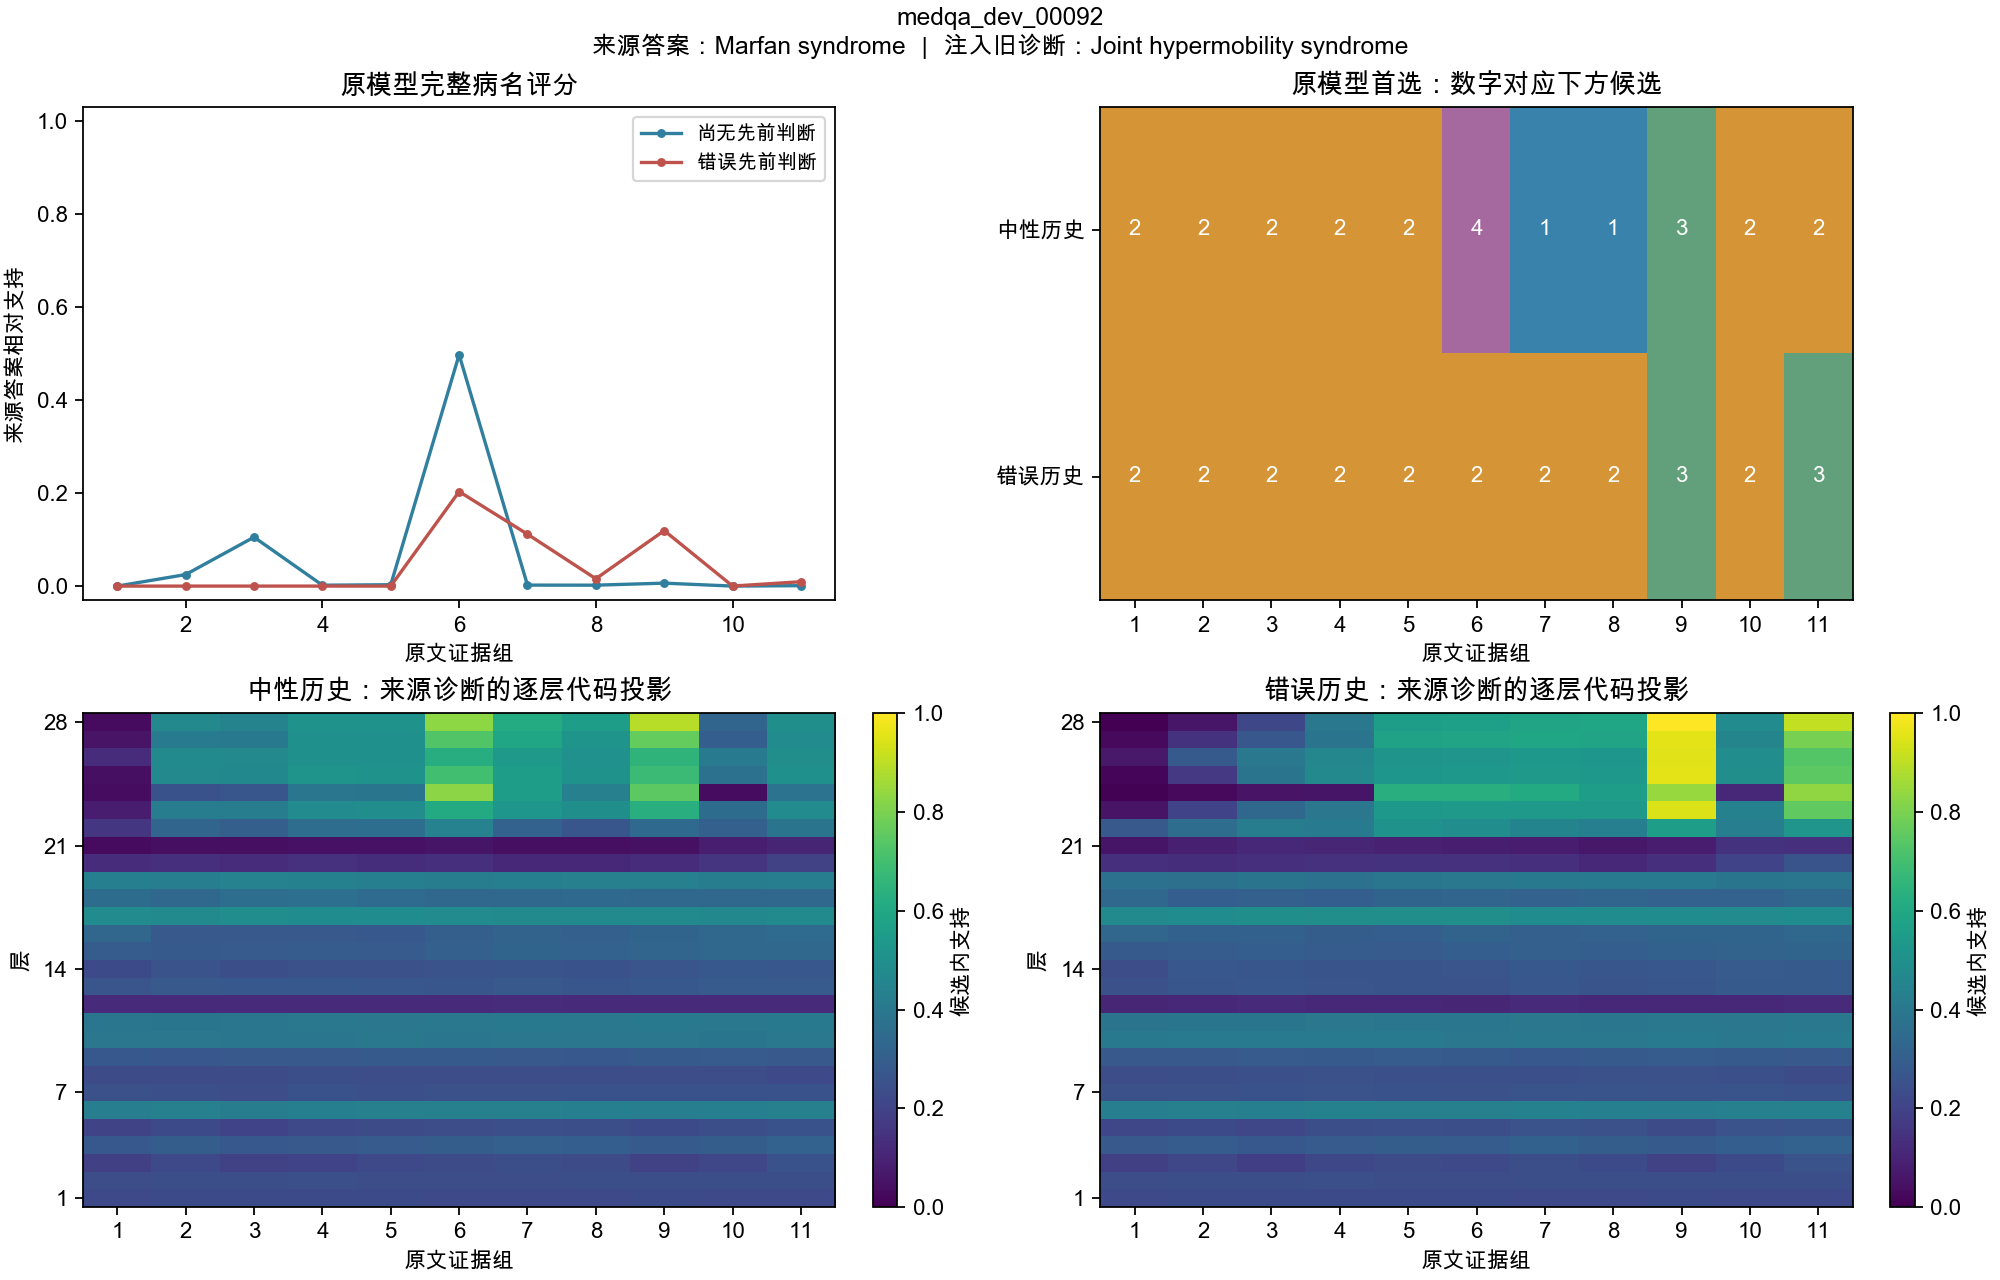 medqa_dev_00092
来源答案：Marfan syndrome | 注入旧诊断：Joint hypermobility syndrome
原模型完整病名评分
1.0
0.8
0.6
0.4
0.2
0.0
来源答案相对支持
尚无先前判断
错误先前判断
2 4 6 8 10
原文证据组
原模型首选：数字对应下方候选
中性历史
2 2 2 2 2 4 1 1 3 2 2
错误历史
2 2 2 2 2 2 2 2 3 2 3
1 2 3 4 5 6 7 8 9 10 11
原文证据组
中性历史：来源诊断的逐层代码投影
28
21
14
7
1
层
1 2 3 4 5 6 7 8 9 10 11
原文证据组
1.0
0.8
0.6
0.4
0.2
0.0
候选内支持
错误历史：来源诊断的逐层代码投影
28
21
14
7
1
层
1 2 3 4 5 6 7 8 9 10 11
原文证据组
1.0
0.8
0.6
0.4
0.2
0.0
候选内支持